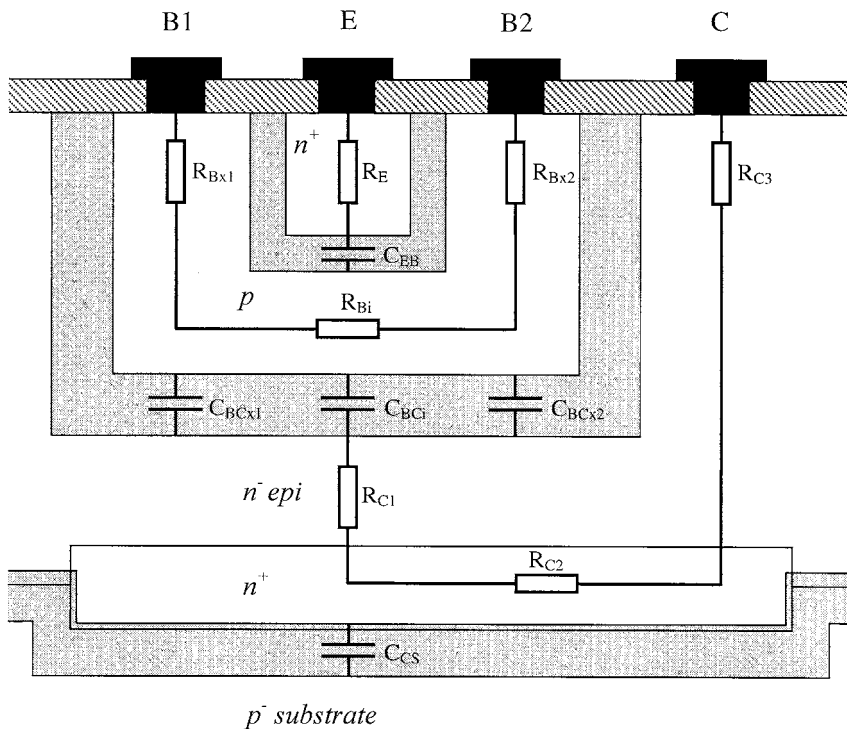 B1 E B2 C
n⁺
R_Bx1 R_E R_Bx2 R_C3
C_EB
p
R_Bi
C_BCx1 C_BCi C_BCx2
n⁻ epi R_C1
n⁺ R_C2
C_CS
p⁻ substrate